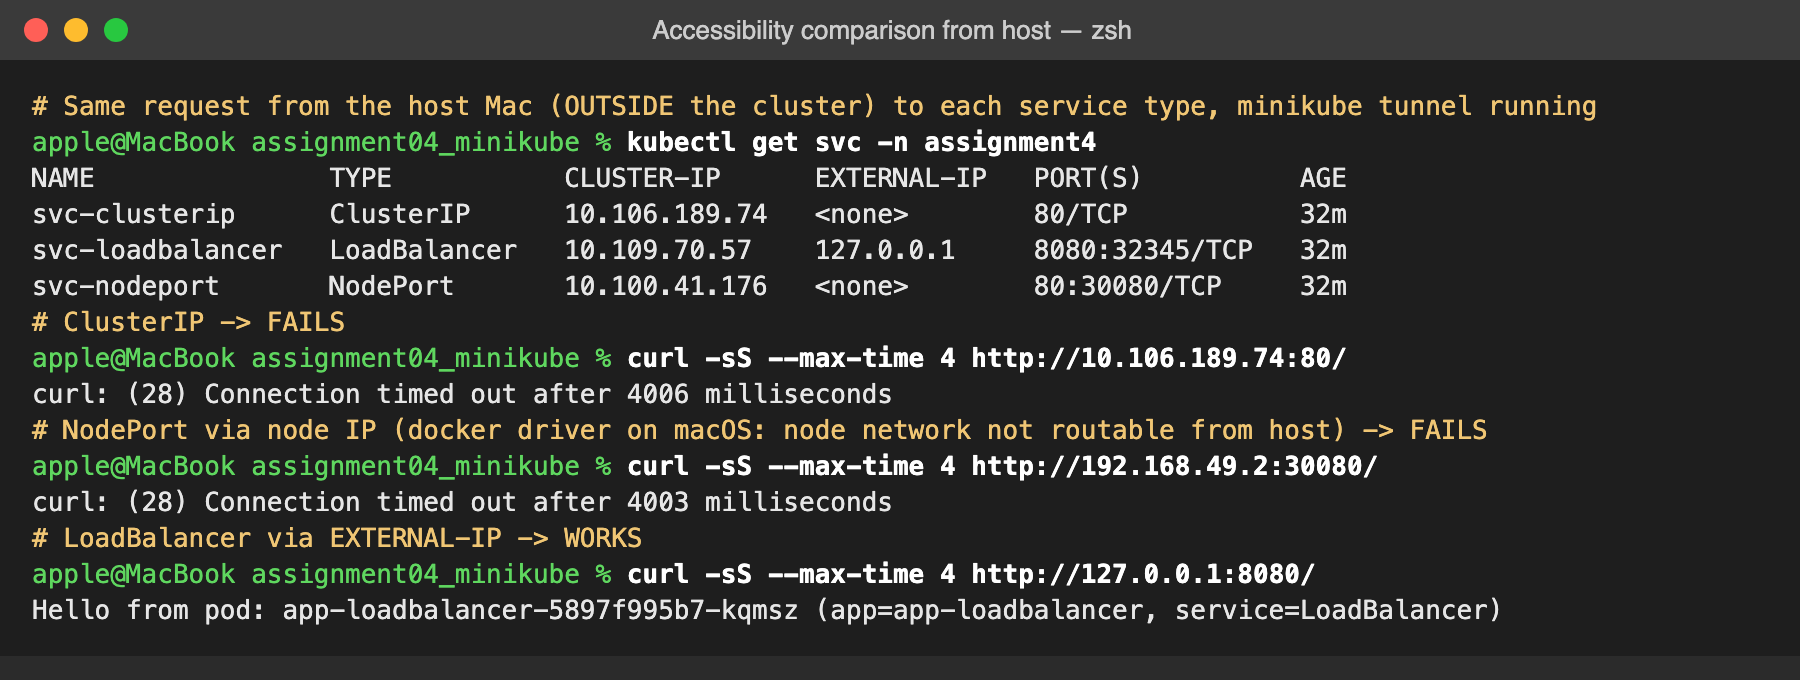 Accessibility comparison from host — zsh
# Same request from the host Mac (OUTSIDE the cluster) to each service type, minikube tunnel running
apple@MacBook assignment04_minikube % kubectl get svc -n assignment4
NAME               TYPE           CLUSTER-IP      EXTERNAL-IP   PORT(S)          AGE
svc-clusterip      ClusterIP      10.106.189.74   <none>        80/TCP           32m
svc-loadbalancer   LoadBalancer   10.109.70.57    127.0.0.1     8080:32345/TCP   32m
svc-nodeport       NodePort       10.100.41.176   <none>        80:30080/TCP     32m
# ClusterIP -> FAILS
apple@MacBook assignment04_minikube % curl -sS --max-time 4 http://10.106.189.74:80/
curl: (28) Connection timed out after 4006 milliseconds
# NodePort via node IP (docker driver on macOS: node network not routable from host) -> FAILS
apple@MacBook assignment04_minikube % curl -sS --max-time 4 http://192.168.49.2:30080/
curl: (28) Connection timed out after 4003 milliseconds
# LoadBalancer via EXTERNAL-IP -> WORKS
apple@MacBook assignment04_minikube % curl -sS --max-time 4 http://127.0.0.1:8080/
Hello from pod: app-loadbalancer-5897f995b7-kqmsz (app=app-loadbalancer, service=LoadBalancer)